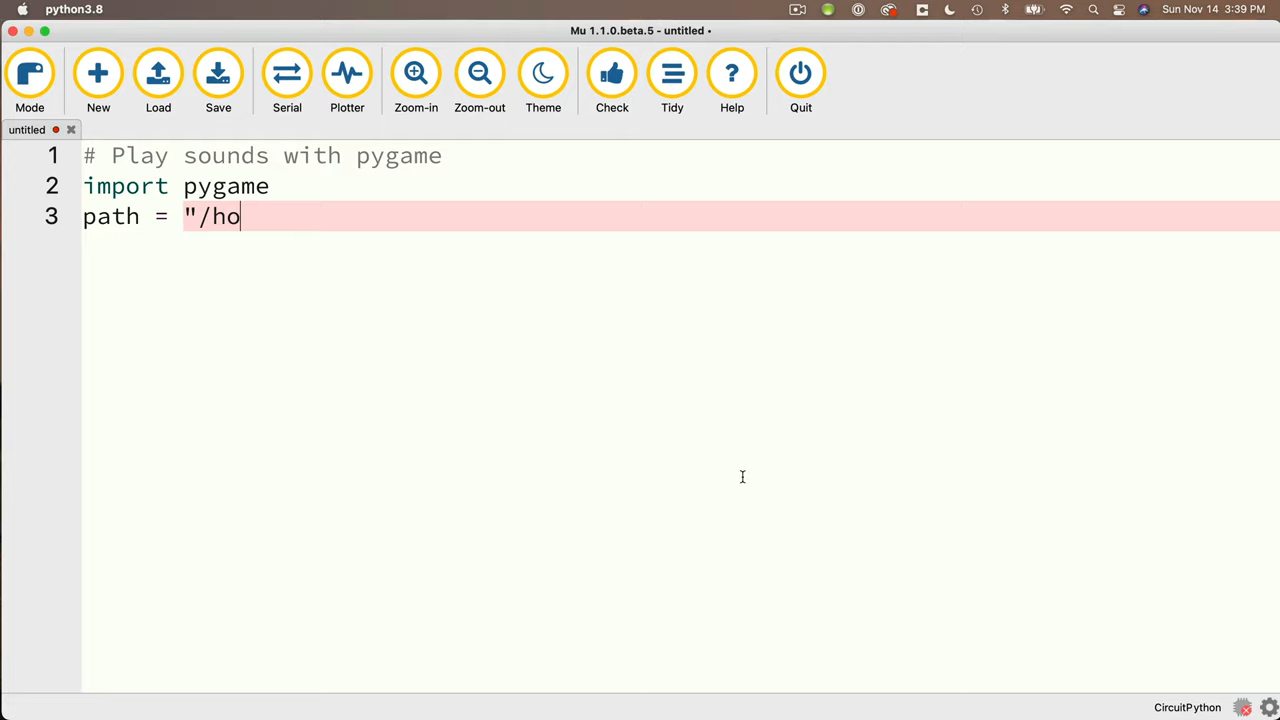 python3.8
Sun Nov 14 3:39 PM
Mu 1.1.0.beta.5 - untitled •
Mode
New
Load
Save
Serial
Plotter
Zoom-in
Zoom-out
Theme
Check
Tidy
Help
Quit
untitled
1 # Play sounds with pygame
2 import pygame
3 path = "/ho
CircuitPython